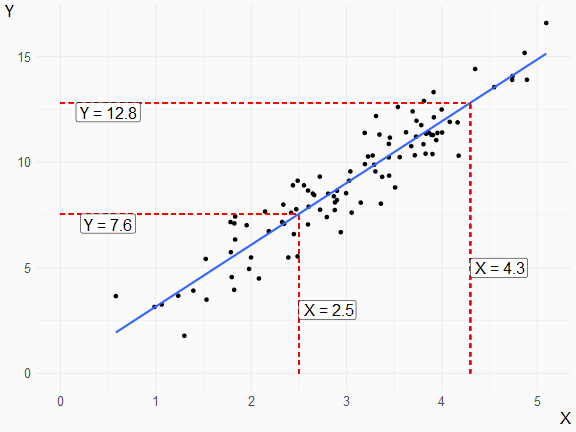 Y
15
Y = 12.8
10
Y = 7.6
5
X = 4.3
X = 2.5
0
0 1 2 3 4 5
X